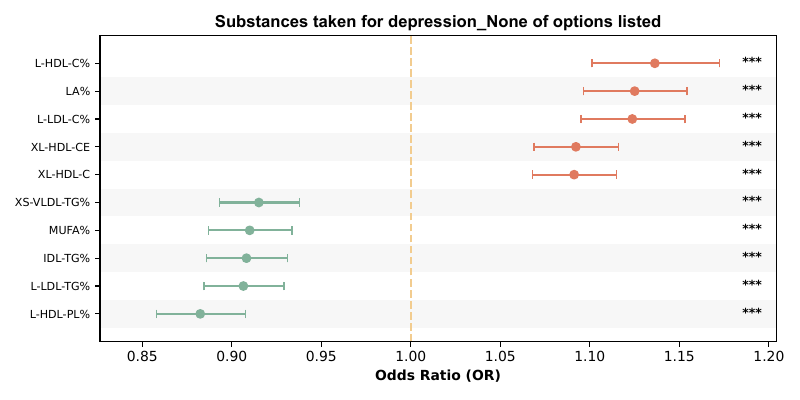 Substances taken for depression_None of options listed
L-HDL-C% ***
LA% ***
L-LDL-C% ***
XL-HDL-CE ***
XL-HDL-C ***
XS-VLDL-TG% ***
MUFA% ***
IDL-TG% ***
L-LDL-TG% ***
L-HDL-PL% ***
0.85 0.90 0.95 1.00 1.05 1.10 1.15 1.20
Odds Ratio (OR)